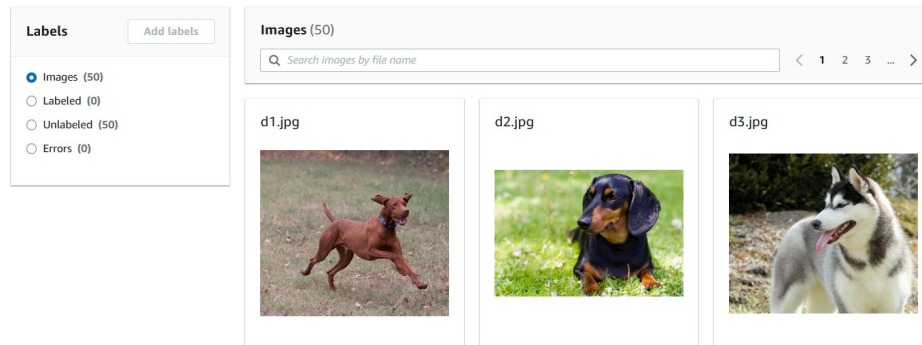 Labels
Add labels
Images (50)
Labeled (0)
Unlabeled (50)
Errors (0)
Images (50)
Search images by file name
1 2 3 ...
d1.jpg
d2.jpg
d3.jpg